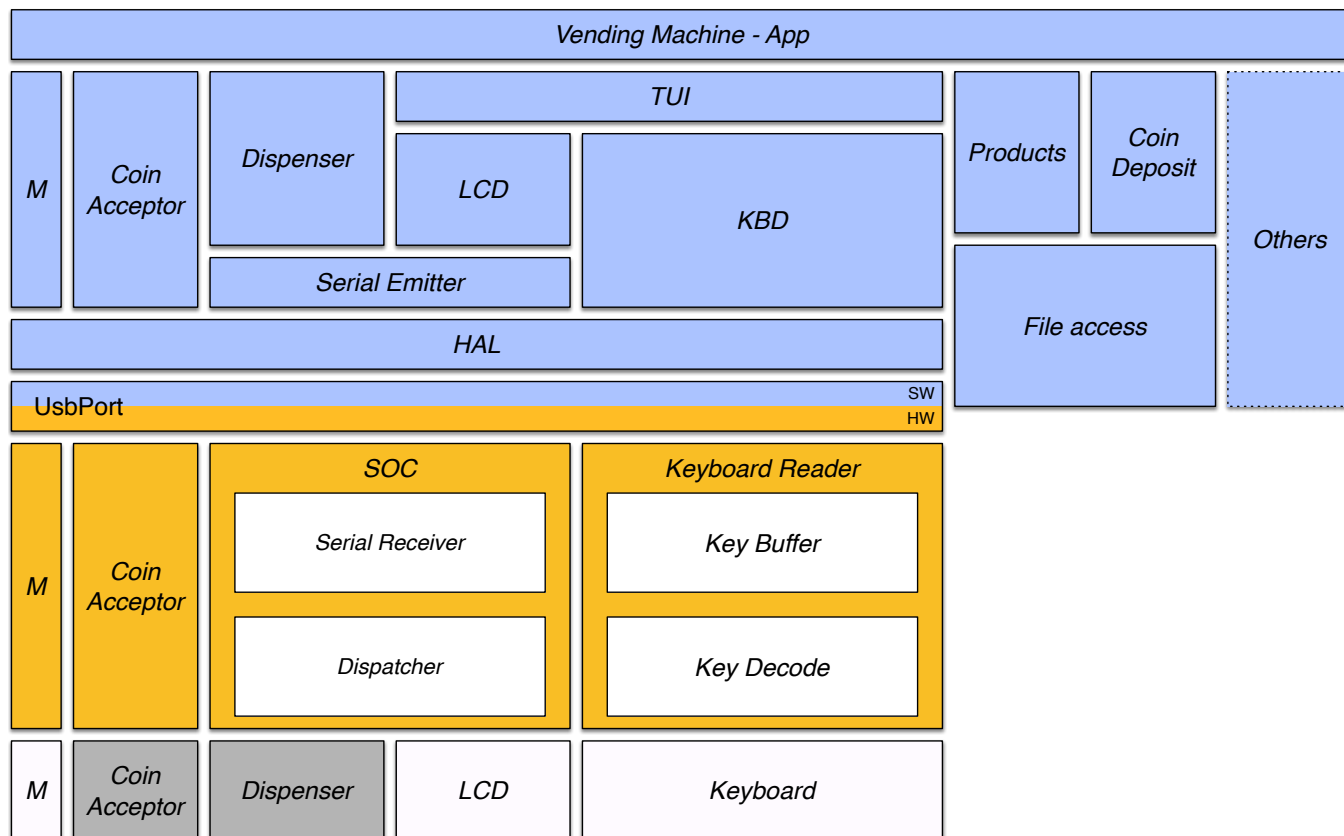 Vending Machine - App
M
Coin
Acceptor
Dispenser
TUI
LCD
KBD
Serial Emitter
Products
Coin
Deposit
File access
Others
HAL
UsbPort
SW
HW
M
Coin
Acceptor
SOC
Serial Receiver
Dispatcher
Keyboard Reader
Key Buffer
Key Decode
M
Coin
Acceptor
Dispenser
LCD
Keyboard